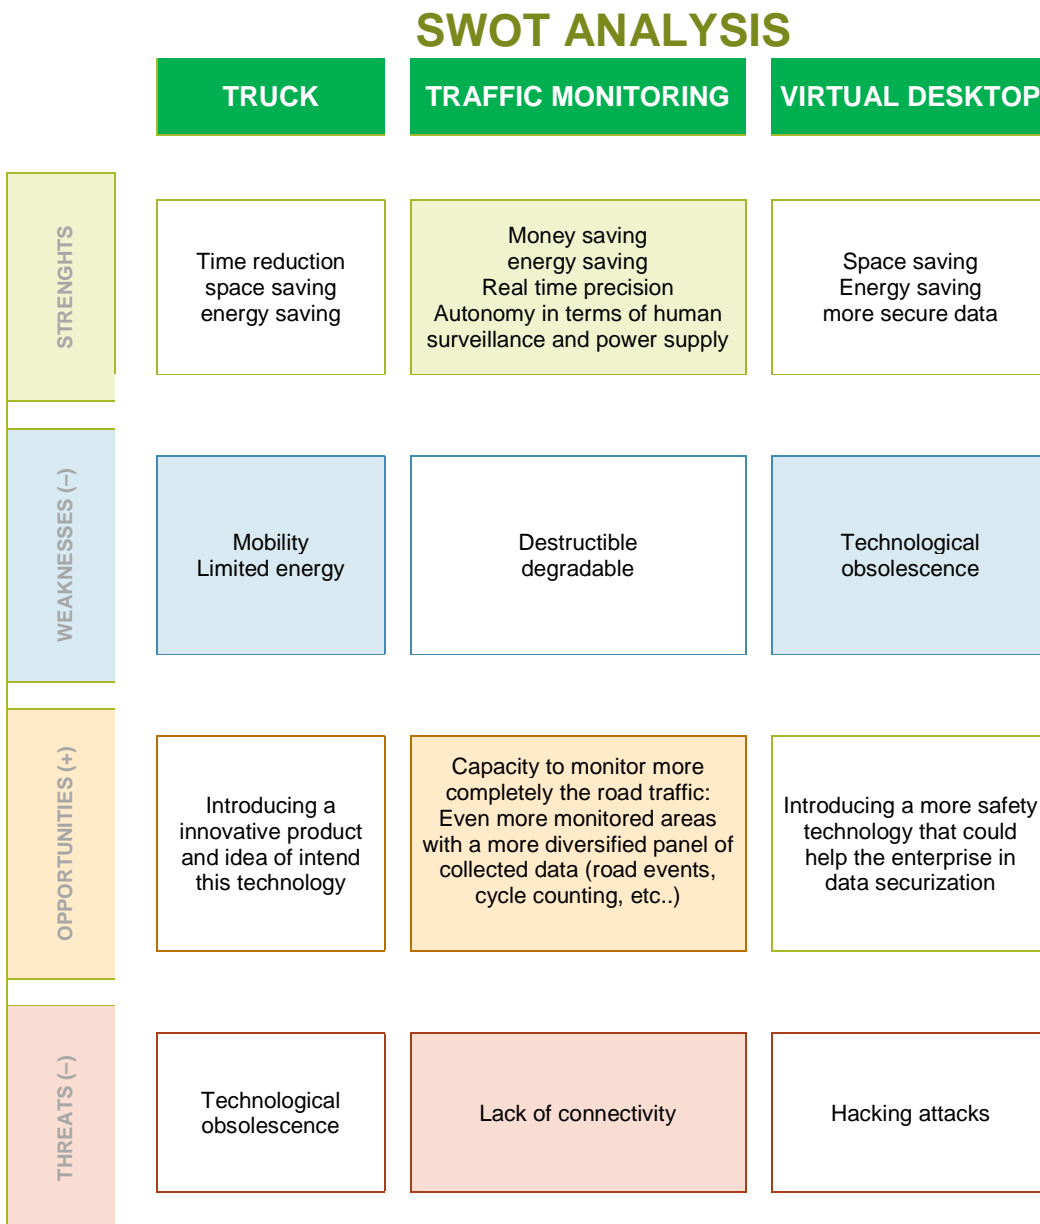 SWOT ANALYSIS
TRUCK
TRAFFIC MONITORING
VIRTUAL DESKTOP
STRENGHTS
Time reduction
space saving
energy saving
Money saving
energy saving
Real time precision
Autonomy in terms of human
surveillance and power supply
Space saving
Energy saving
more secure data
WEAKNESSES (–)
Mobility
Limited energy
Destructible
degradable
Technological
obsolescence
OPPORTUNITIES (+)
Introducing a
innovative product
and idea of intend
this technology
Capacity to monitor more
completely the road traffic:
Even more monitored areas
with a more diversified panel of
collected data (road events,
cycle counting, etc..)
Introducing a more safety
technology that could
help the enterprise in
data securization
THREATS (–)
Technological
obsolescence
Lack of connectivity
Hacking attacks